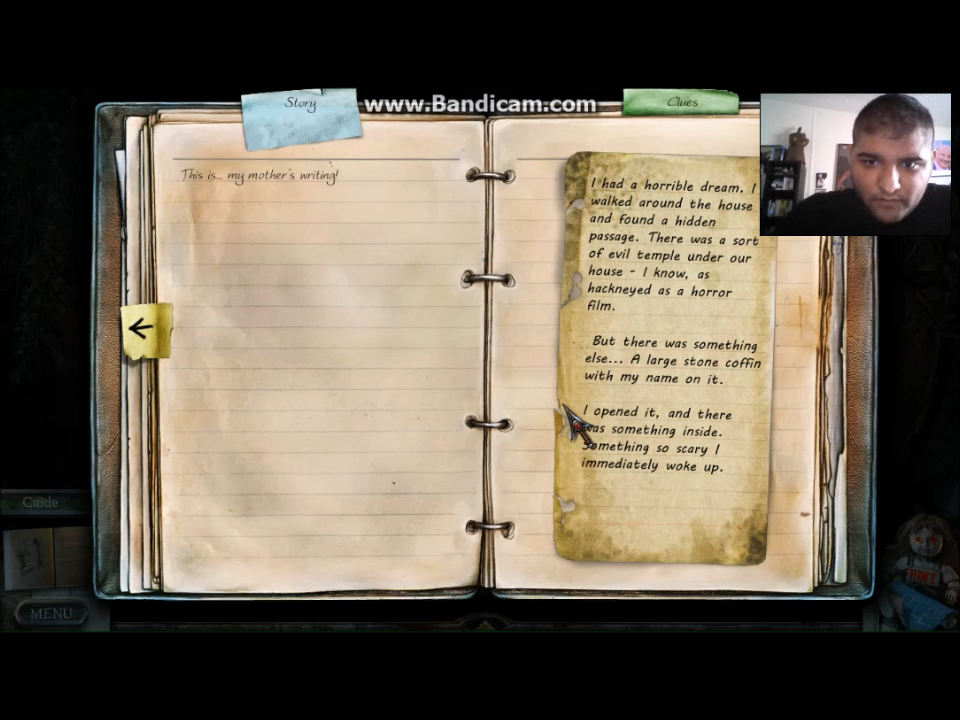 Story
www.Bandicam.com
Clues
This is... my mother's writing!
I had a horrible dream. I
walked around the house
and found a hidden
passage. There was a sort
of evil temple under our
house - I know, as
hackneyed as a horror
film.
But there was something
else... A large stone coffin
with my name on it.
I opened it, and there
was something inside.
Something so scary I
immediately woke up.
Guide
MENU
HINT